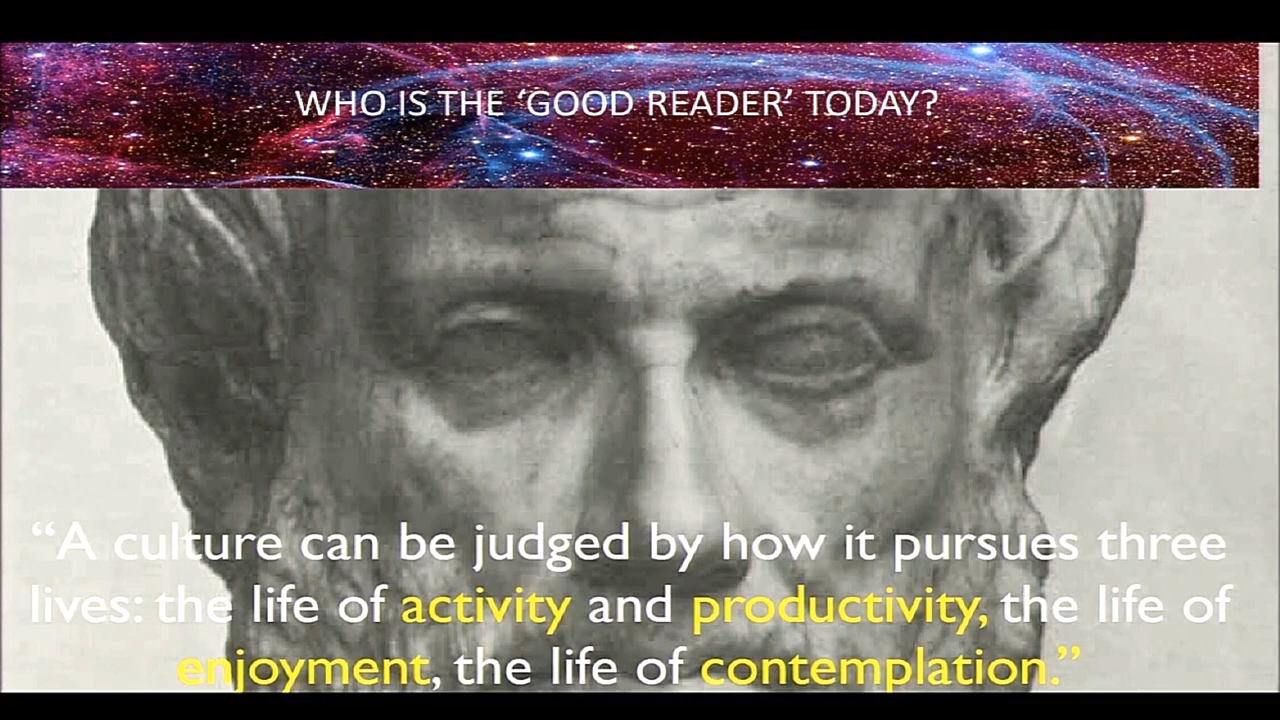 WHO IS THE ‘GOOD READER’ TODAY?
“A culture can be judged by how it pursues three
lives: the life of activity and productivity, the life of
enjoyment, the life of contemplation.”